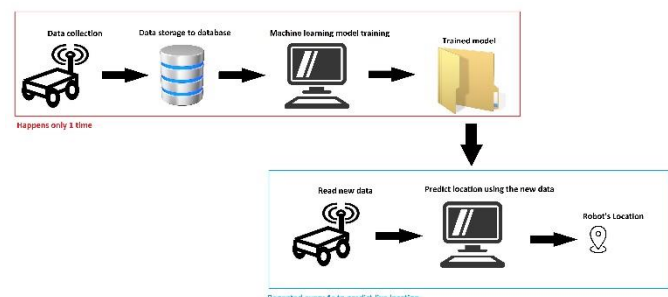 Data collection
Data storage to database
Machine learning model training
Trained model
Happens only 1 time
Read new data
Predict location using the new data
Robot's Location